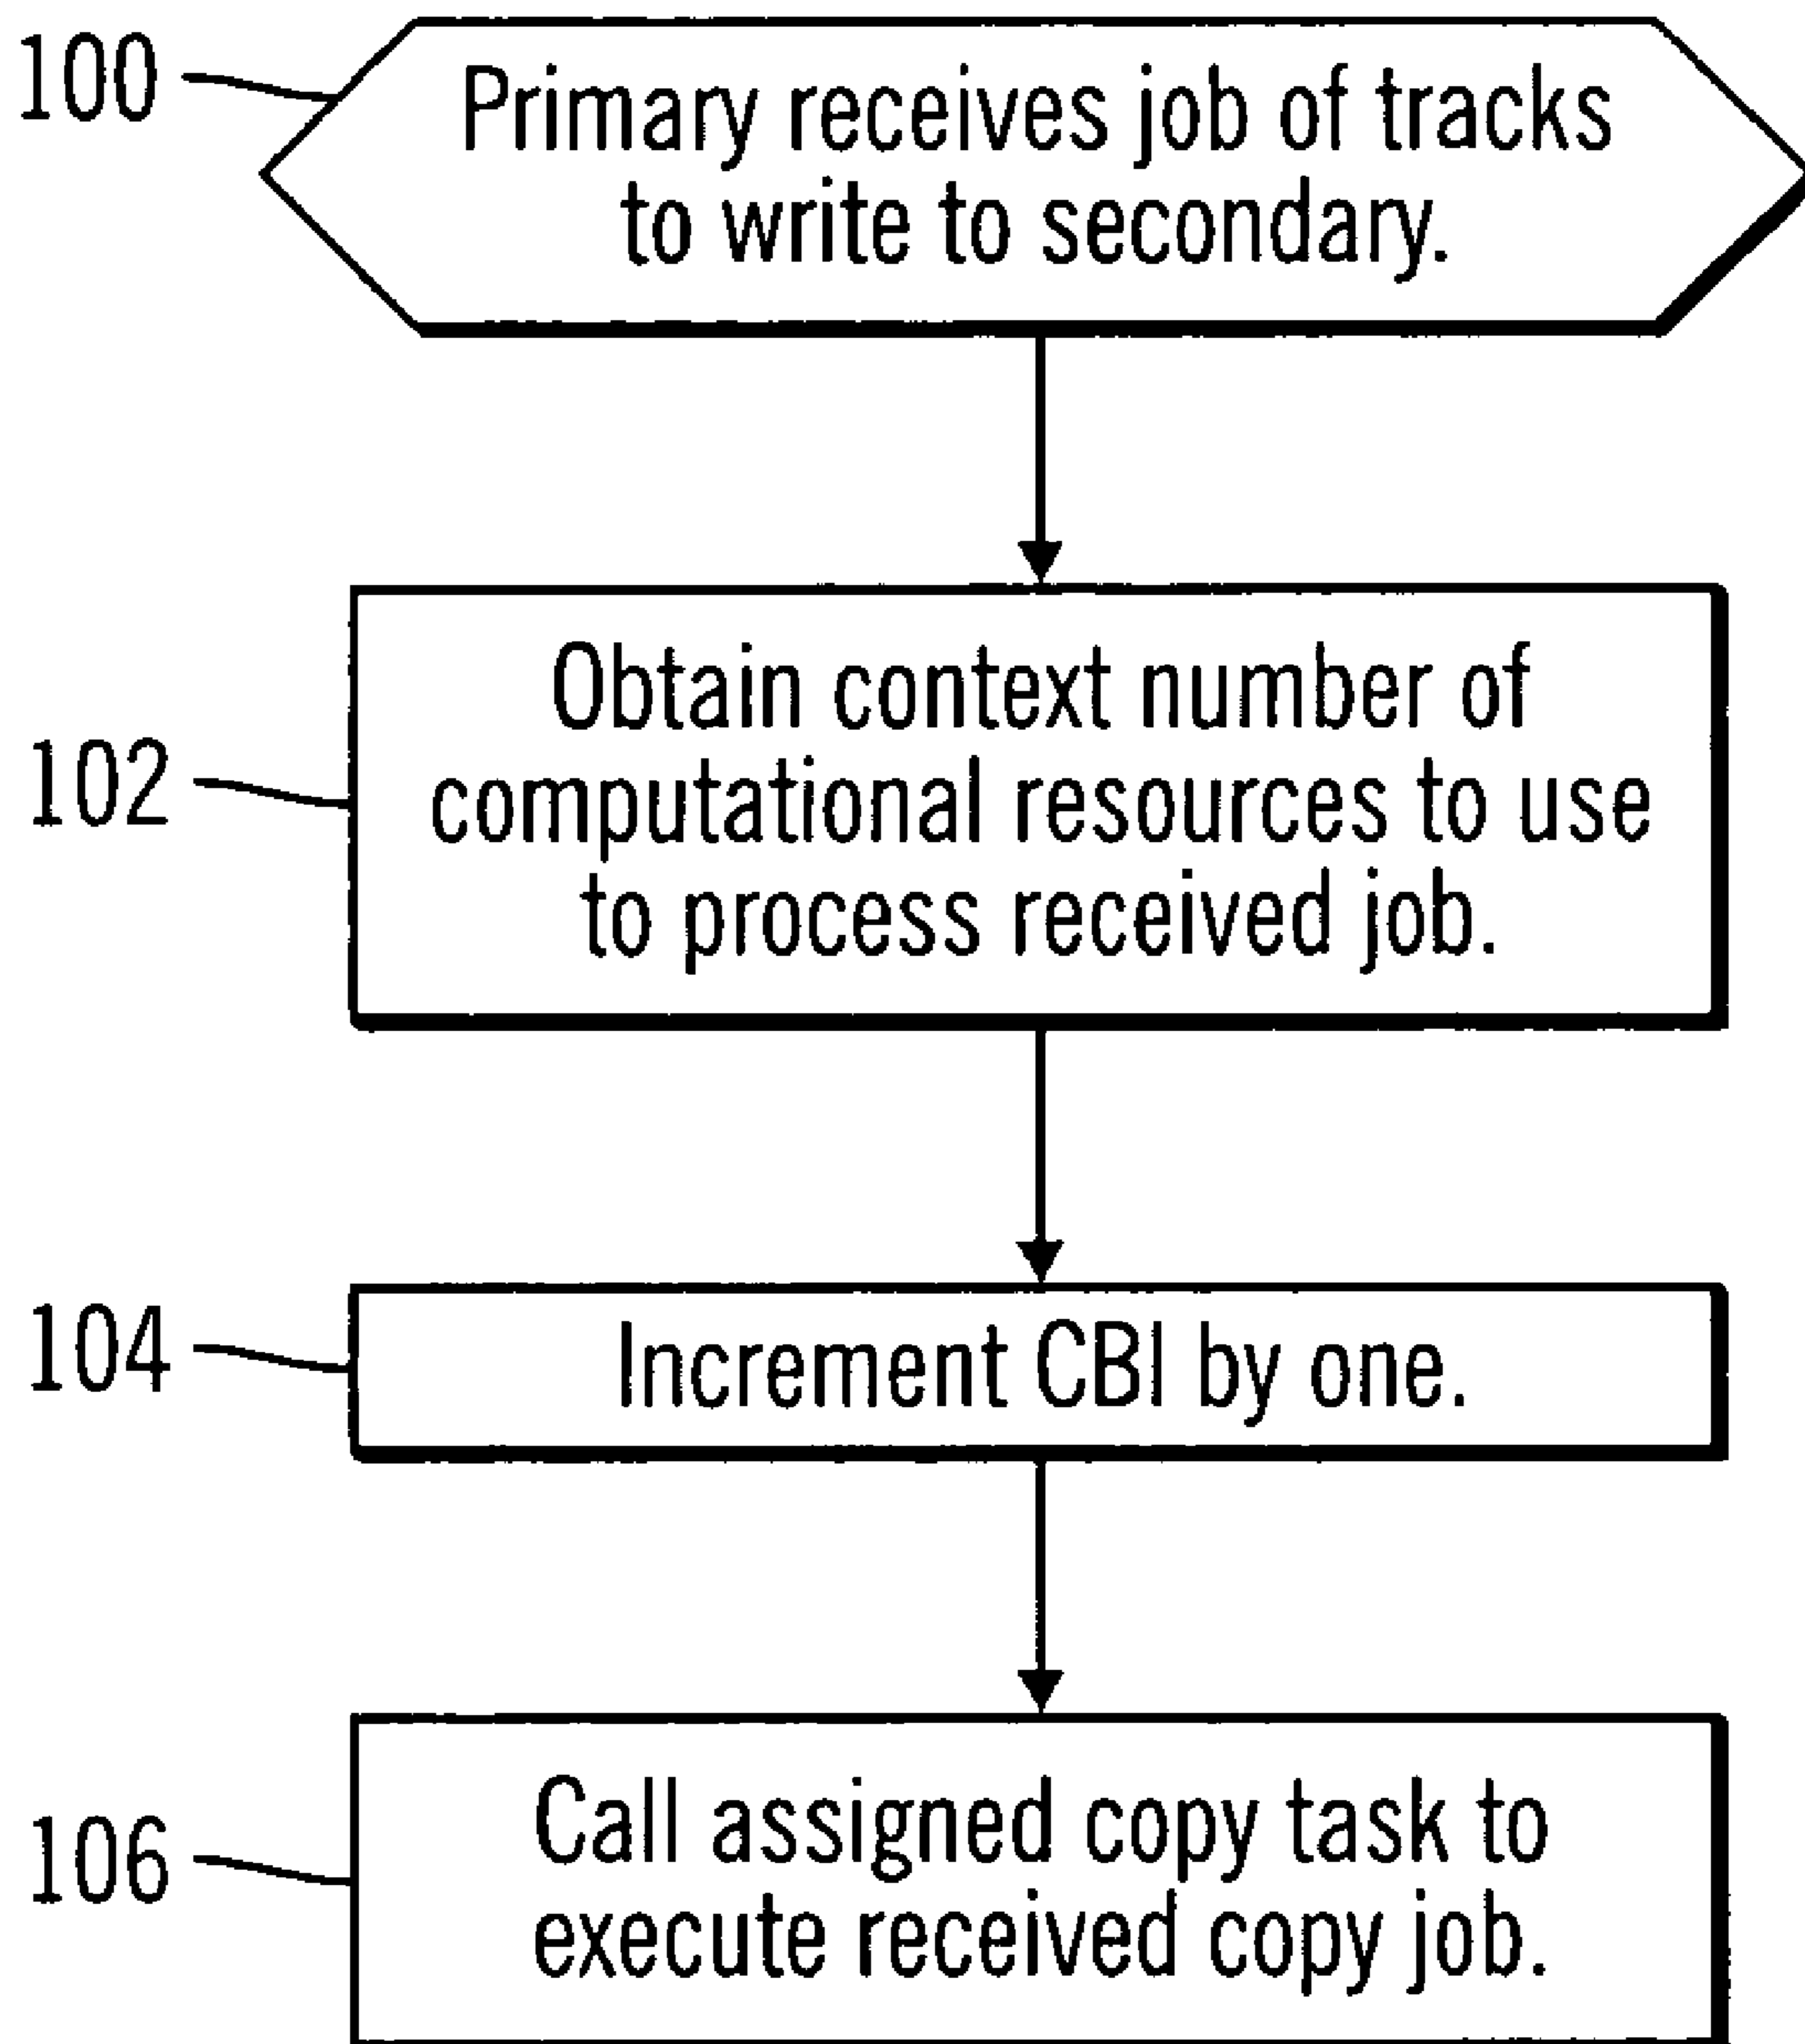 100
Primary receives job of tracks
to write to secondary.
102
Obtain context number of
computational resources to use
to process received job.
104
Increment CBI by one.
106
Call assigned copy task to
execute received copy job.